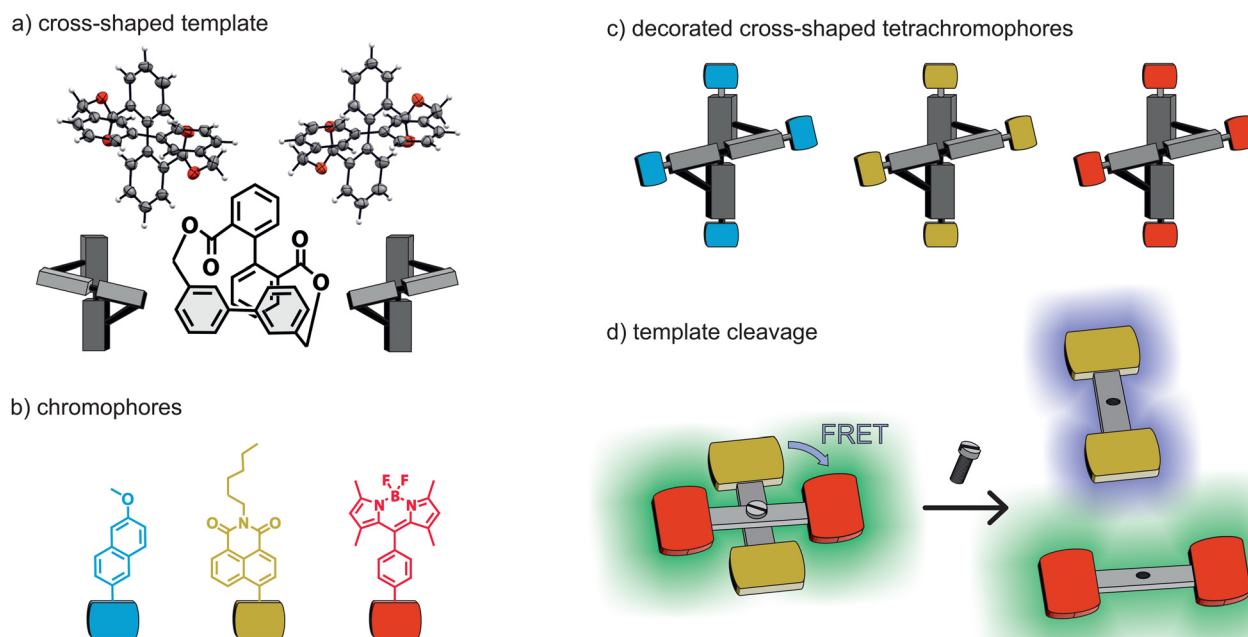 a) cross-shaped template
O
O
O
O
b) chromophores
O
O
N
O
F
F
B
N
N
c) decorated cross-shaped tetrachromophores
d) template cleavage
FRET